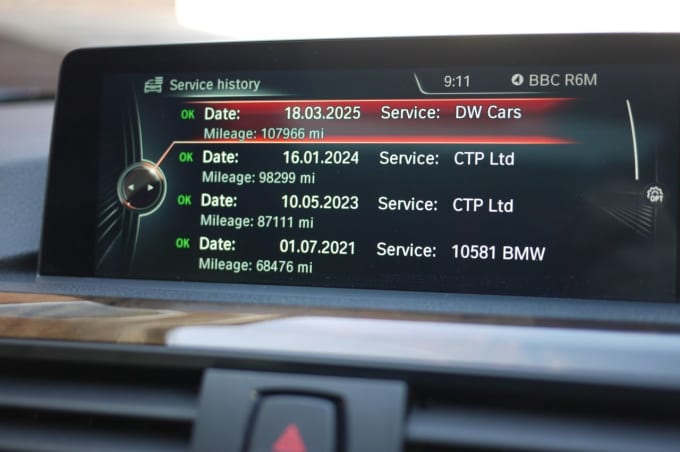 Service history 9:11 BBC R6M
OK Date: 18.03.2025 Service: DW Cars
Mileage: 107966 mi
OK Date: 16.01.2024 Service: CTP Ltd
Mileage: 98299 mi
OK Date: 10.05.2023 Service: CTP Ltd
Mileage: 87111 mi
OK Date: 01.07.2021 Service: 10581 BMW
Mileage: 68476 mi
OPT